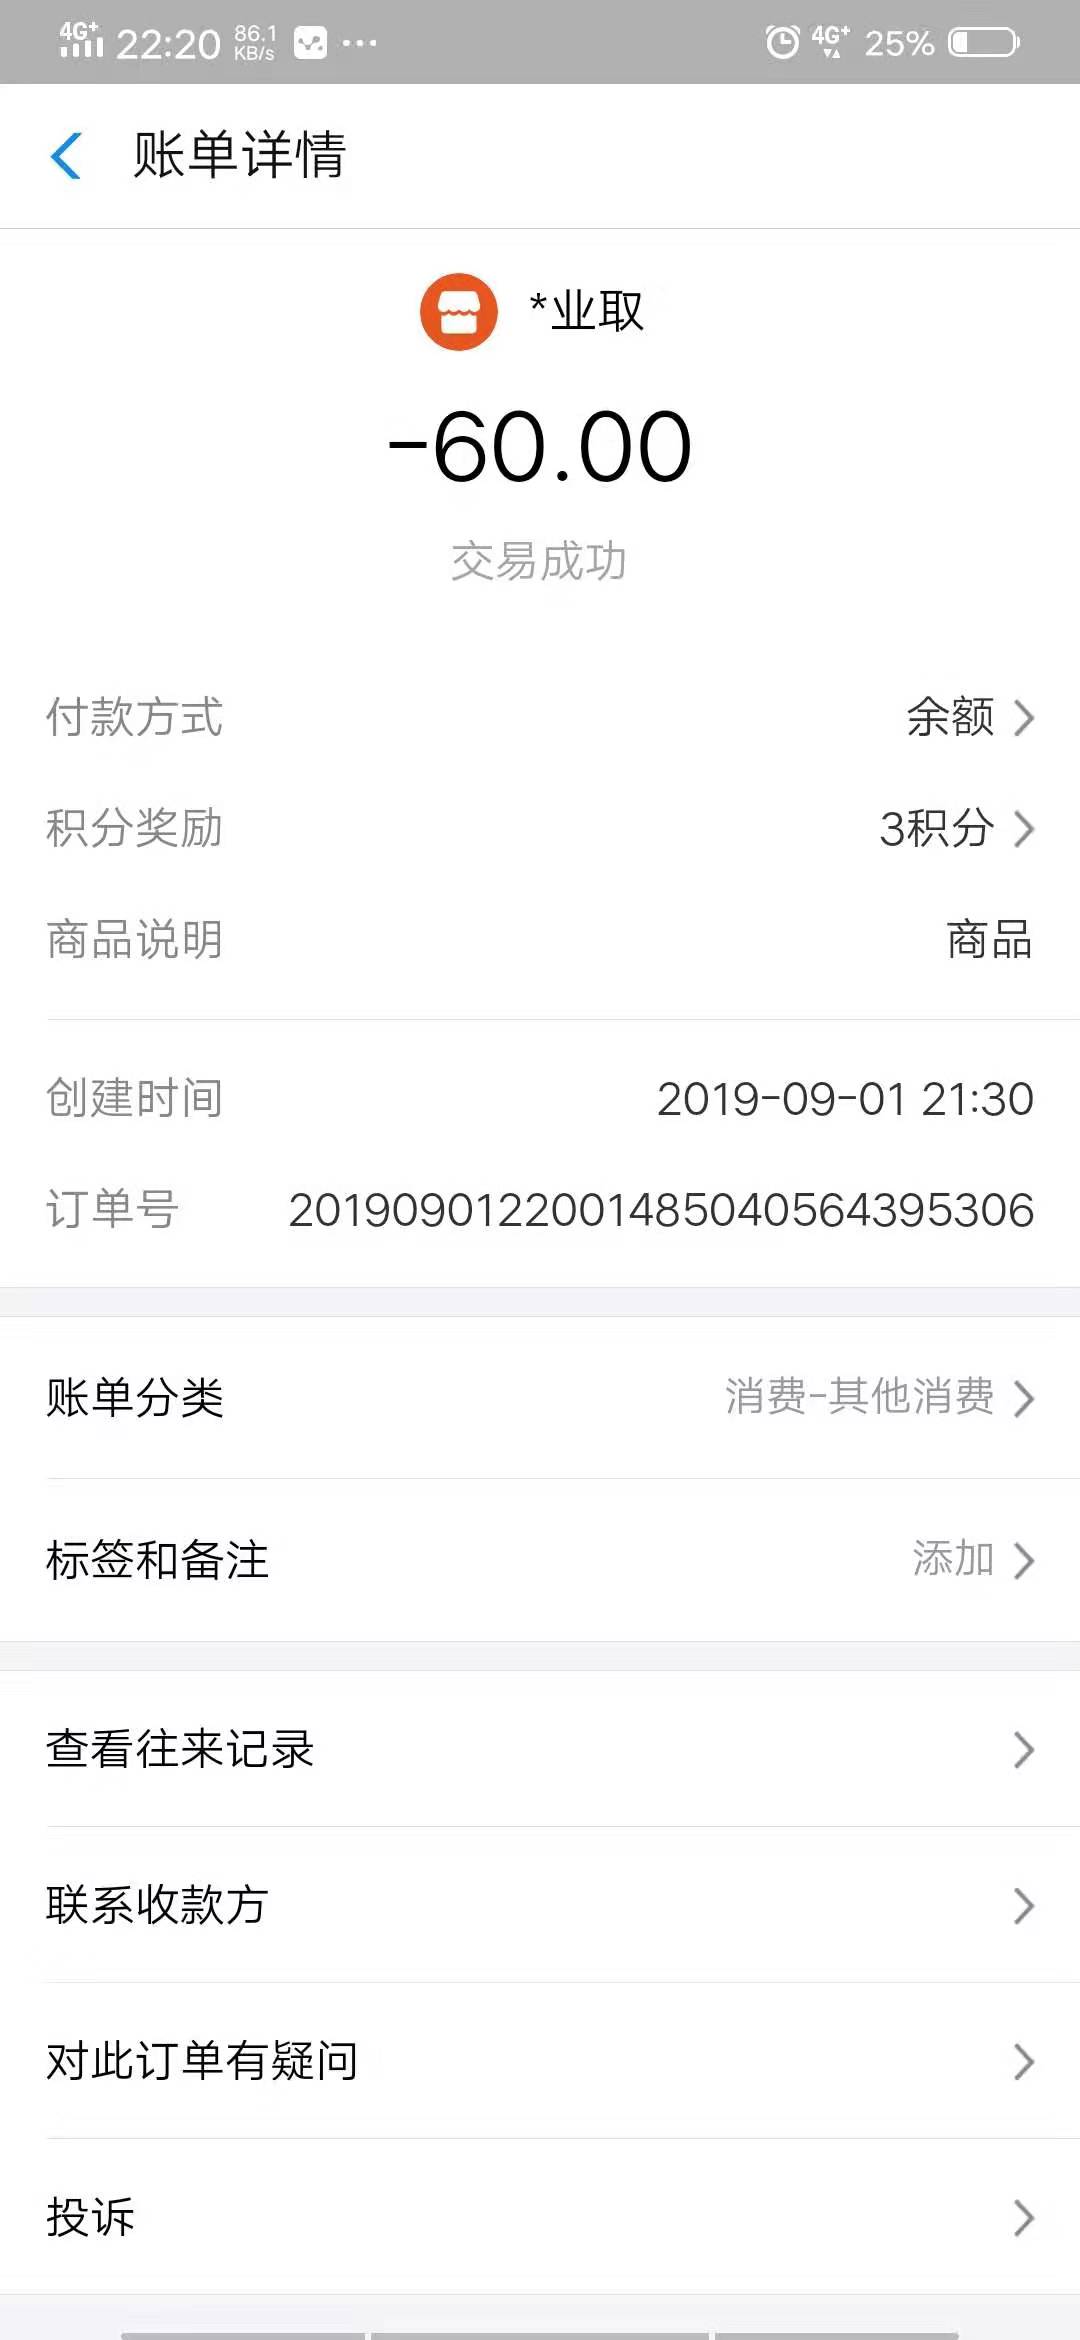 4G+ 22:20 86.1 KB/s ··· 4G+ 25%
账单详情
*业取
-60.00
交易成功
付款方式 余额
积分奖励 3积分
商品说明 商品
创建时间 2019-09-01 21:30
订单号 2019090122001485040564395306
账单分类 消费-其他消费
标签和备注 添加
查看往来记录
联系收款方
对此订单有疑问
投诉